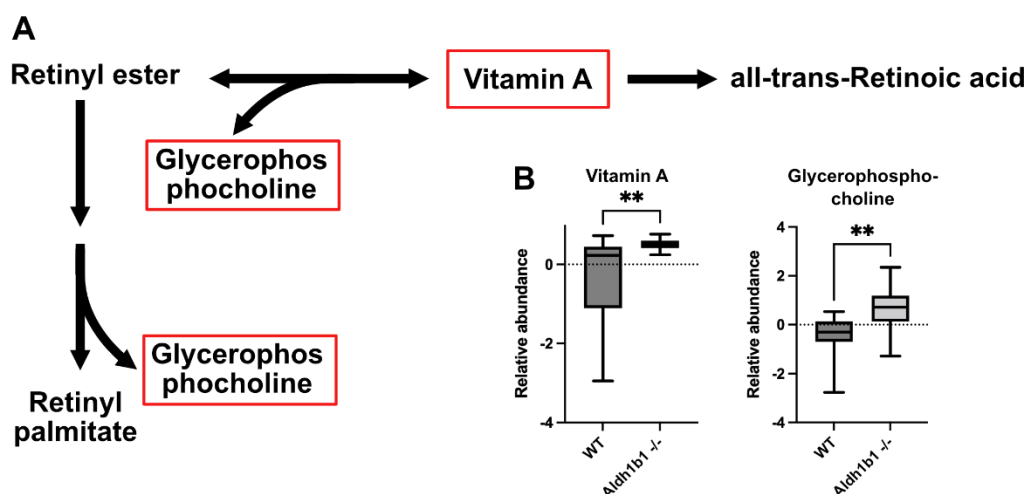 A
Retinyl ester
Vitamin A
all-trans-Retinoic acid
Glycerophos
phocholine
Glycerophos
phocholine
Retinyl
palmitate
B
Vitamin A
**
Relative abundance
0
-2
-4
WT
Aldh1b1 -/-
Glycerophospho-
choline
**
Relative abundance
4
2
0
-2
-4
WT
Aldh1b1 -/-